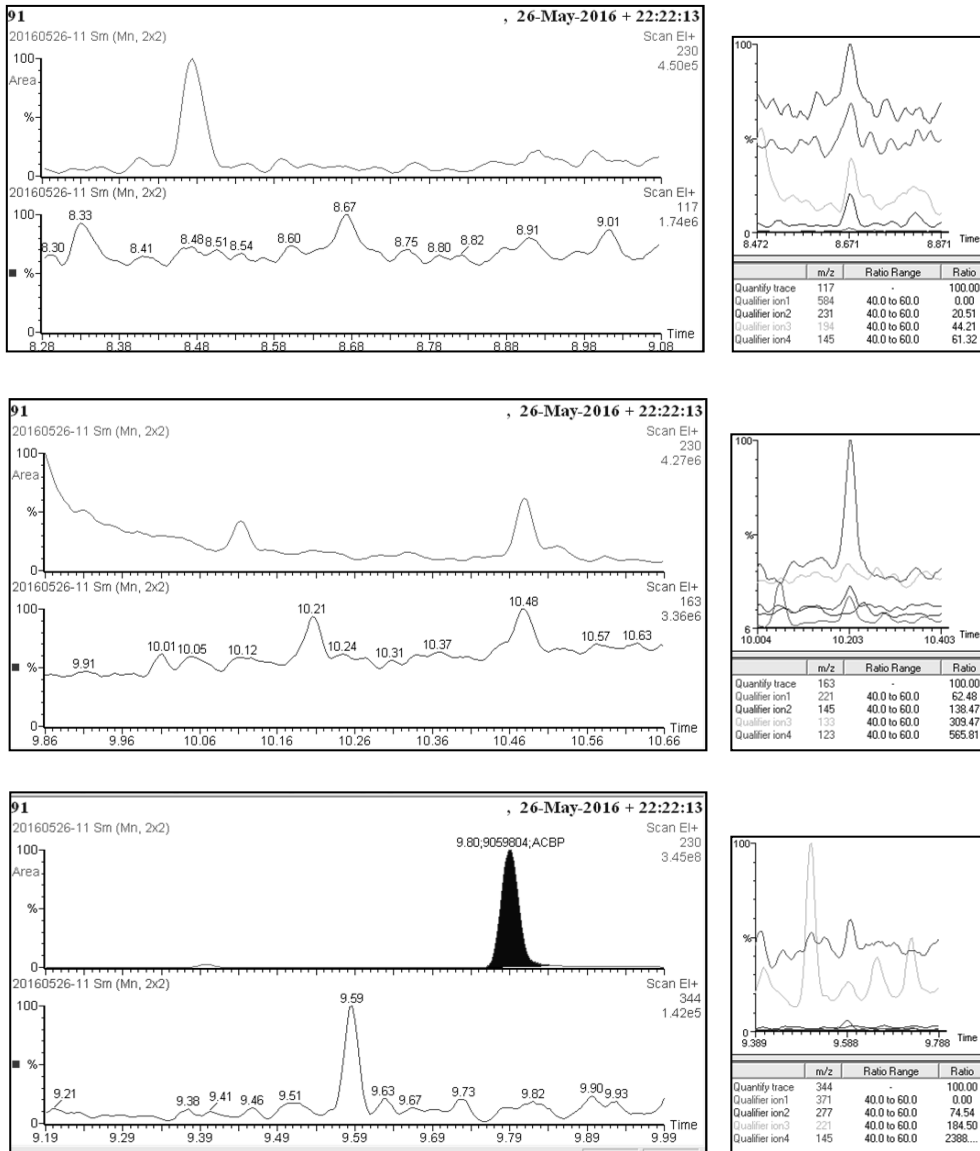 91 , 26-May-2016 + 22:22:13
20160526-11 Sm (Mn, 2x2) Scan EI+
230
4.50e5
100
Area
%
0
20160526-11 Sm (Mn, 2x2) Scan EI+
117
1.74e6
100
%
0
8.30 8.33 8.41 8.48 8.51 8.54 8.60 8.67 8.75 8.80 8.82 8.91 9.01
Time
8.28 8.38 8.48 8.58 8.68 8.78 8.88 8.98 9.08
100
%
0
8.472 8.671 8.871 Time
m/z Ratio Range Ratio
Quantify trace 117 - 100.00
Qualifier ion1 584 40.0 to 60.0 0.00
Qualifier ion2 231 40.0 to 60.0 20.51
Qualifier ion3 194 40.0 to 60.0 44.21
Qualifier ion4 145 40.0 to 60.0 61.32
91 , 26-May-2016 + 22:22:13
20160526-11 Sm (Mn, 2x2) Scan EI+
230
4.27e6
100
Area
%
0
20160526-11 Sm (Mn, 2x2) Scan EI+
163
3.36e6
100
%
0
9.91 10.01 10.05 10.12 10.21 10.24 10.31 10.37 10.48 10.57 10.63
Time
9.86 9.96 10.06 10.16 10.26 10.36 10.46 10.56 10.66
100
%
6
10.004 10.203 10.403 Time
m/z Ratio Range Ratio
Quantify trace 163 - 100.00
Qualifier ion1 221 40.0 to 60.0 62.48
Qualifier ion2 145 40.0 to 60.0 138.47
Qualifier ion3 133 40.0 to 60.0 309.47
Qualifier ion4 123 40.0 to 60.0 565.81
91 , 26-May-2016 + 22:22:13
20160526-11 Sm (Mn, 2x2) Scan EI+
9.80;9059804;ACBP 230
3.45e8
100
Area
%
0
20160526-11 Sm (Mn, 2x2) Scan EI+
344
1.42e5
100
%
0
9.21 9.38 9.41 9.46 9.51 9.59 9.63 9.67 9.73 9.82 9.90 9.93
Time
9.19 9.29 9.39 9.49 9.59 9.69 9.79 9.89 9.99
100
%
0
9.389 9.588 9.788 Time
m/z Ratio Range Ratio
Quantify trace 344 - 100.00
Qualifier ion1 371 40.0 to 60.0 0.00
Qualifier ion2 277 40.0 to 60.0 74.54
Qualifier ion3 221 40.0 to 60.0 184.50
Qualifier ion4 145 40.0 to 60.0 2388....